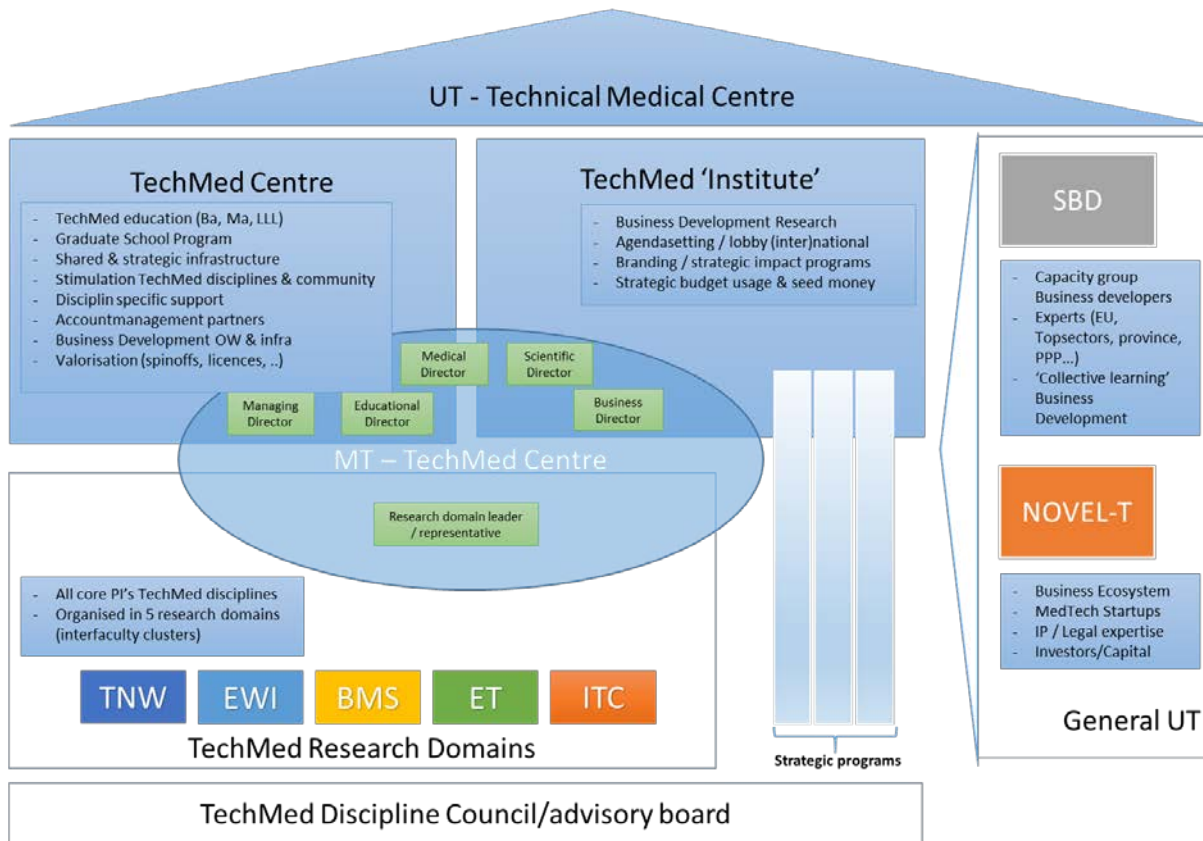 UT - Technical Medical Centre
TechMed Centre
- TechMed education (Ba, Ma, LLL)
- Graduate School Program
- Shared & strategic infrastructure
- Stimulation TechMed disciplines & community
- Disciplin specific support
- Accountmanagement partners
- Business Development OW & infra
- Valorisation (spinoffs, licences, ..)
TechMed 'Institute'
- Business Development Research
- Agendasetting / lobby (inter)national
- Branding / strategic impact programs
- Strategic budget usage & seed money
Medical
Director
Scientific
Director
Managing
Director
Educational
Director
Business
Director
MT – TechMed Centre
Research domain leader
/ representative
- All core PI's TechMed disciplines
- Organised in 5 research domains
(interfaculty clusters)
TNW
EWI
BMS
ET
ITC
TechMed Research Domains
Strategic programs
TechMed Discipline Council/advisory board
SBD
- Capacity group
Business developers
- Experts (EU,
Topsectors, province,
PPP...)
- 'Collective learning'
Business
Development
NOVEL-T
- Business Ecosystem
- MedTech Startups
- IP / Legal expertise
- Investors/Capital
General UT